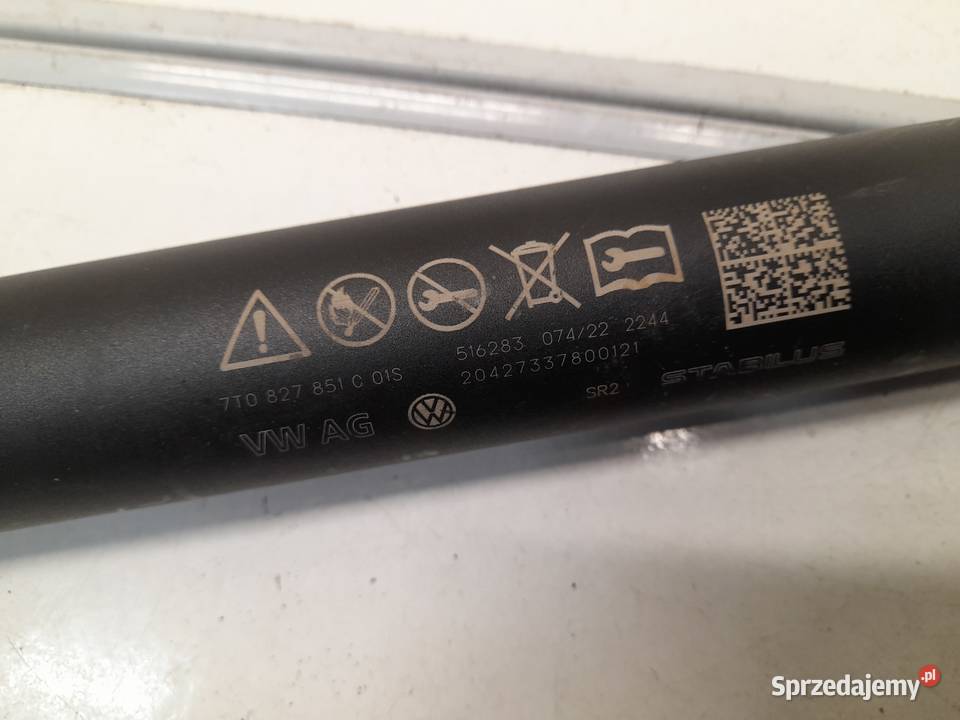 516283 074/22 2244
7T0 827 851 C 01S
20427337800121
VW AG
SR2
STABILUS
Sprzedajemy.pl